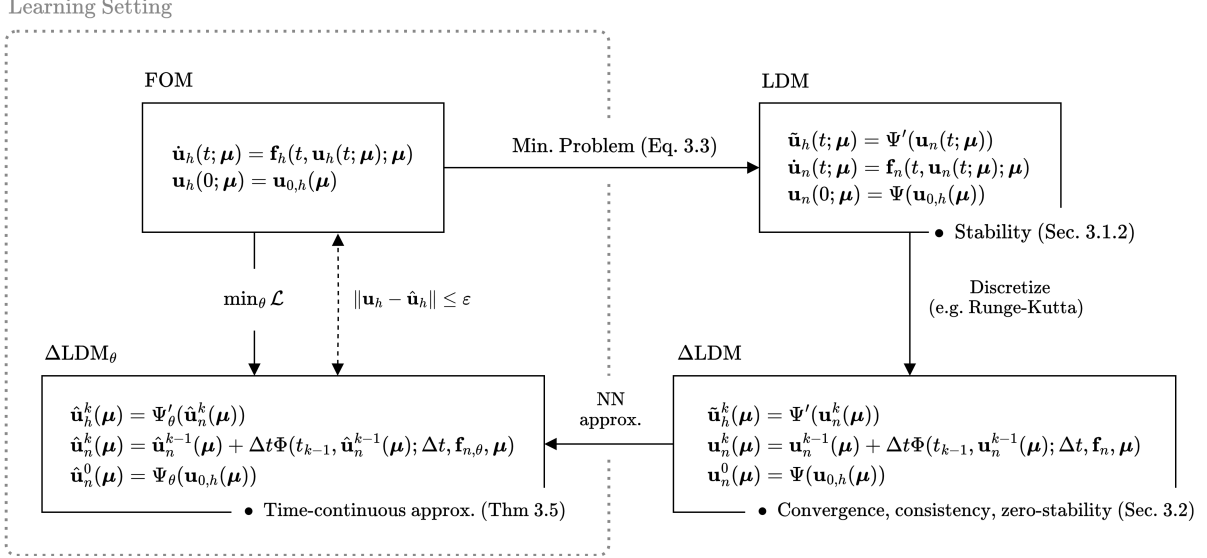 Learning Setting
FOM
u̇_h(t; μ) = f_h(t, u_h(t; μ); μ)
u_h(0; μ) = u_{0,h}(μ)
Min. Problem (Eq. 3.3)
LDM
ũ_h(t; μ) = Ψ′(u_n(t; μ))
u̇_n(t; μ) = f_n(t, u_n(t; μ); μ)
u_n(0; μ) = Ψ(u_{0,h}(μ))
• Stability (Sec. 3.1.2)
min_θ ℒ
‖u_h − û_h‖ ≤ ε
Discretize
(e.g. Runge-Kutta)
ΔLDM_θ
û_h^k(μ) = Ψ′_θ(û_n^k(μ))
û_n^k(μ) = û_n^{k−1}(μ) + ΔtΦ(t_{k−1}, û_n^{k−1}(μ); Δt, f_{n,θ}, μ)
û_n^0(μ) = Ψ_θ(u_{0,h}(μ))
• Time-continuous approx. (Thm 3.5)
NN
approx.
ΔLDM
ũ_h^k(μ) = Ψ′(u_n^k(μ))
u_n^k(μ) = u_n^{k−1}(μ) + ΔtΦ(t_{k−1}, u_n^{k−1}(μ); Δt, f_n, μ)
u_n^0(μ) = Ψ(u_{0,h}(μ))
• Convergence, consistency, zero-stability (Sec. 3.2)